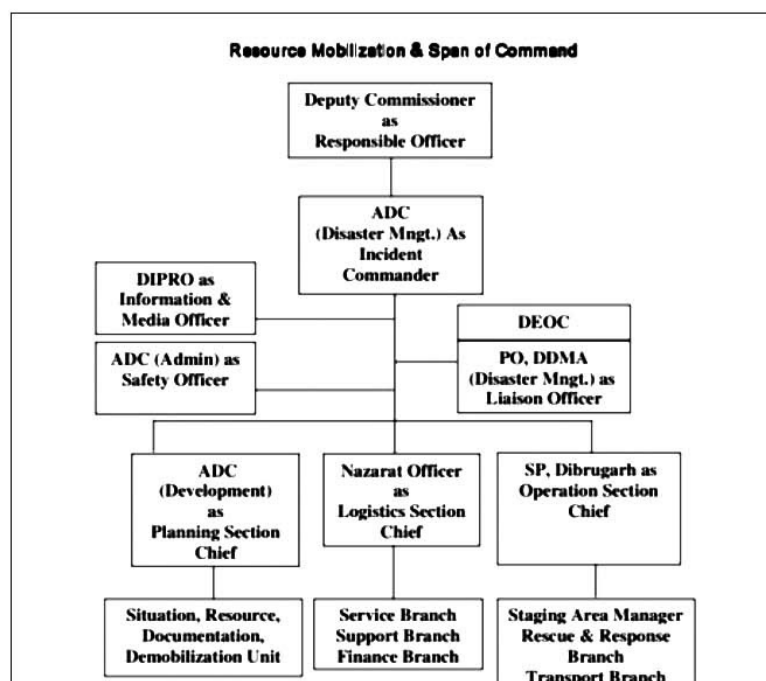 Resource Mobilization & Span of Command
Deputy Commissioner
as
Responsible Officer
ADC
(Disaster Mngt.) As
Incident
Commander
DIPRO as
Information &
Media Officer
DEOC
ADC (Admin) as
Safety Officer
PO, DDMA
(Disaster Mngt.) as
Liaison Officer
ADC
(Development)
as
Planning Section
Chief
Nazarat Officer
as
Logistics Section
Chief
SP, Dibrugarh as
Operation Section
Chief
Situation, Resource,
Documentation,
Demobilization Unit
Service Branch
Support Branch
Finance Branch
Staging Area Manager
Rescue & Response
Branch
Transport Branch